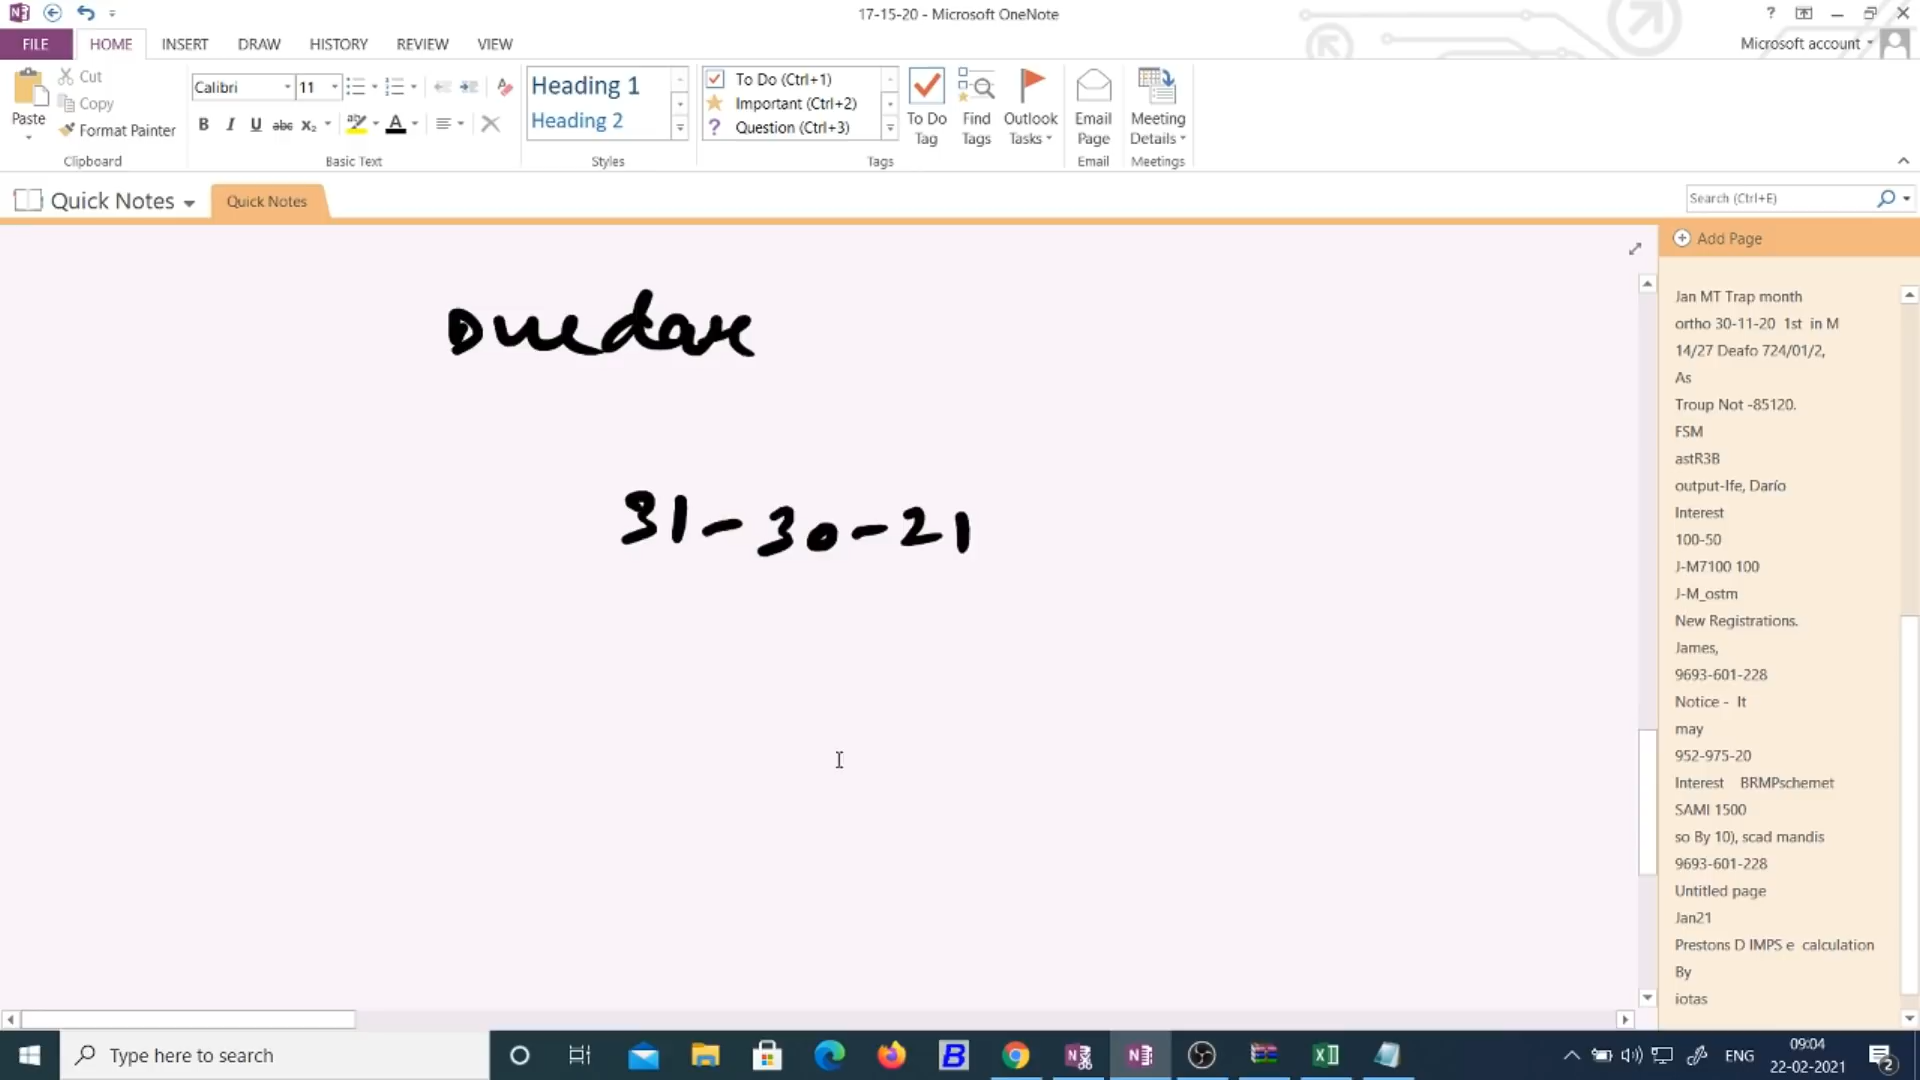 17-15-20 - Microsoft OneNote
?
Microsoft account
FILE HOME INSERT DRAW HISTORY REVIEW VIEW
Paste
Cut
Copy
Format Painter
Clipboard
Calibri 11
B I U abc X₂ aby A
Basic Text
Heading 1
Heading 2
Styles
To Do (Ctrl+1)
Important (Ctrl+2)
Question (Ctrl+3)
Tags
To Do Tag
Find Tags
Outlook Tasks
Email Page
Email
Meeting Details
Meetings
Quick Notes
Quick Notes
Search (Ctrl+E)
Add Page
Duedate
31-30-21
Jan MT Trap month
ortho 30-11-20 1st in M
14/27 Deafo 724/01/2,
As
Troup Not -85120.
FSM
astR3B
output-Ife, Darío
Interest
100-50
J-M7100 100
J-M_ostm
New Registrations.
James,
9693-601-228
Notice - It
may
952-975-20
Interest BRMPschemet
SAMI 1500
so By 10), scad mandis
9693-601-228
Untitled page
Jan21
Prestons D IMPS e calculation
By
iotas
Type here to search
ENG
09:04
22-02-2021
2